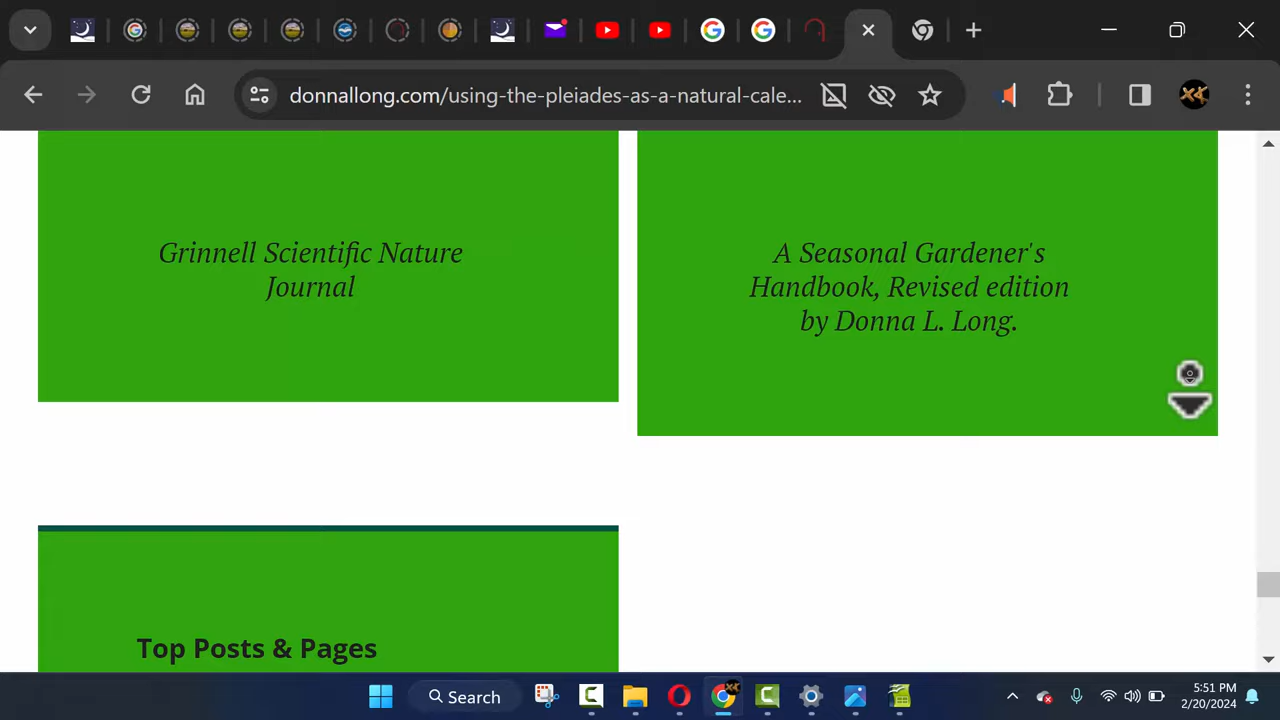 donnallong.com/using-the-pleiades-as-a-natural-cale...
Grinnell Scientific Nature
Journal
A Seasonal Gardener's
Handbook, Revised edition
by Donna L. Long.
Top Posts & Pages
Search
5:51 PM
2/20/2024